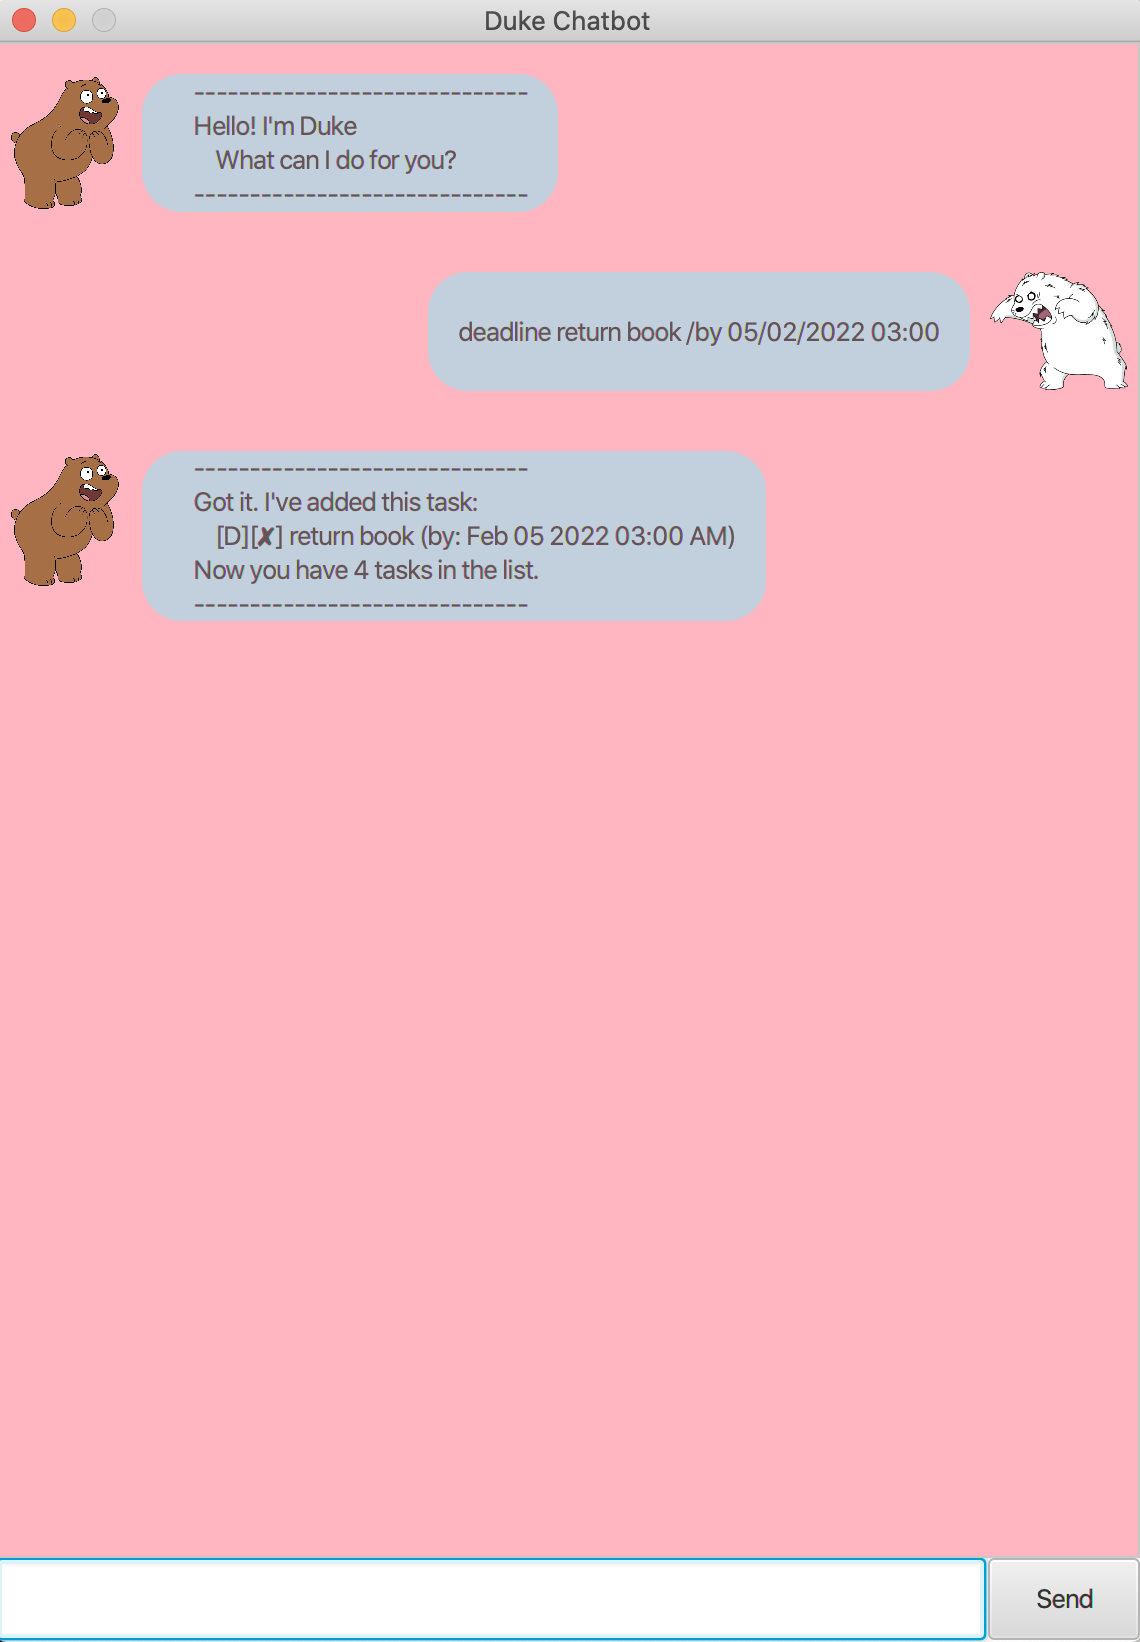 Duke Chatbot
------------------------------
Hello! I'm Duke
What can I do for you?
------------------------------
deadline return book /by 05/02/2022 03:00
------------------------------
Got it. I've added this task:
[D][✘] return book (by: Feb 05 2022 03:00 AM)
Now you have 4 tasks in the list.
------------------------------
Send